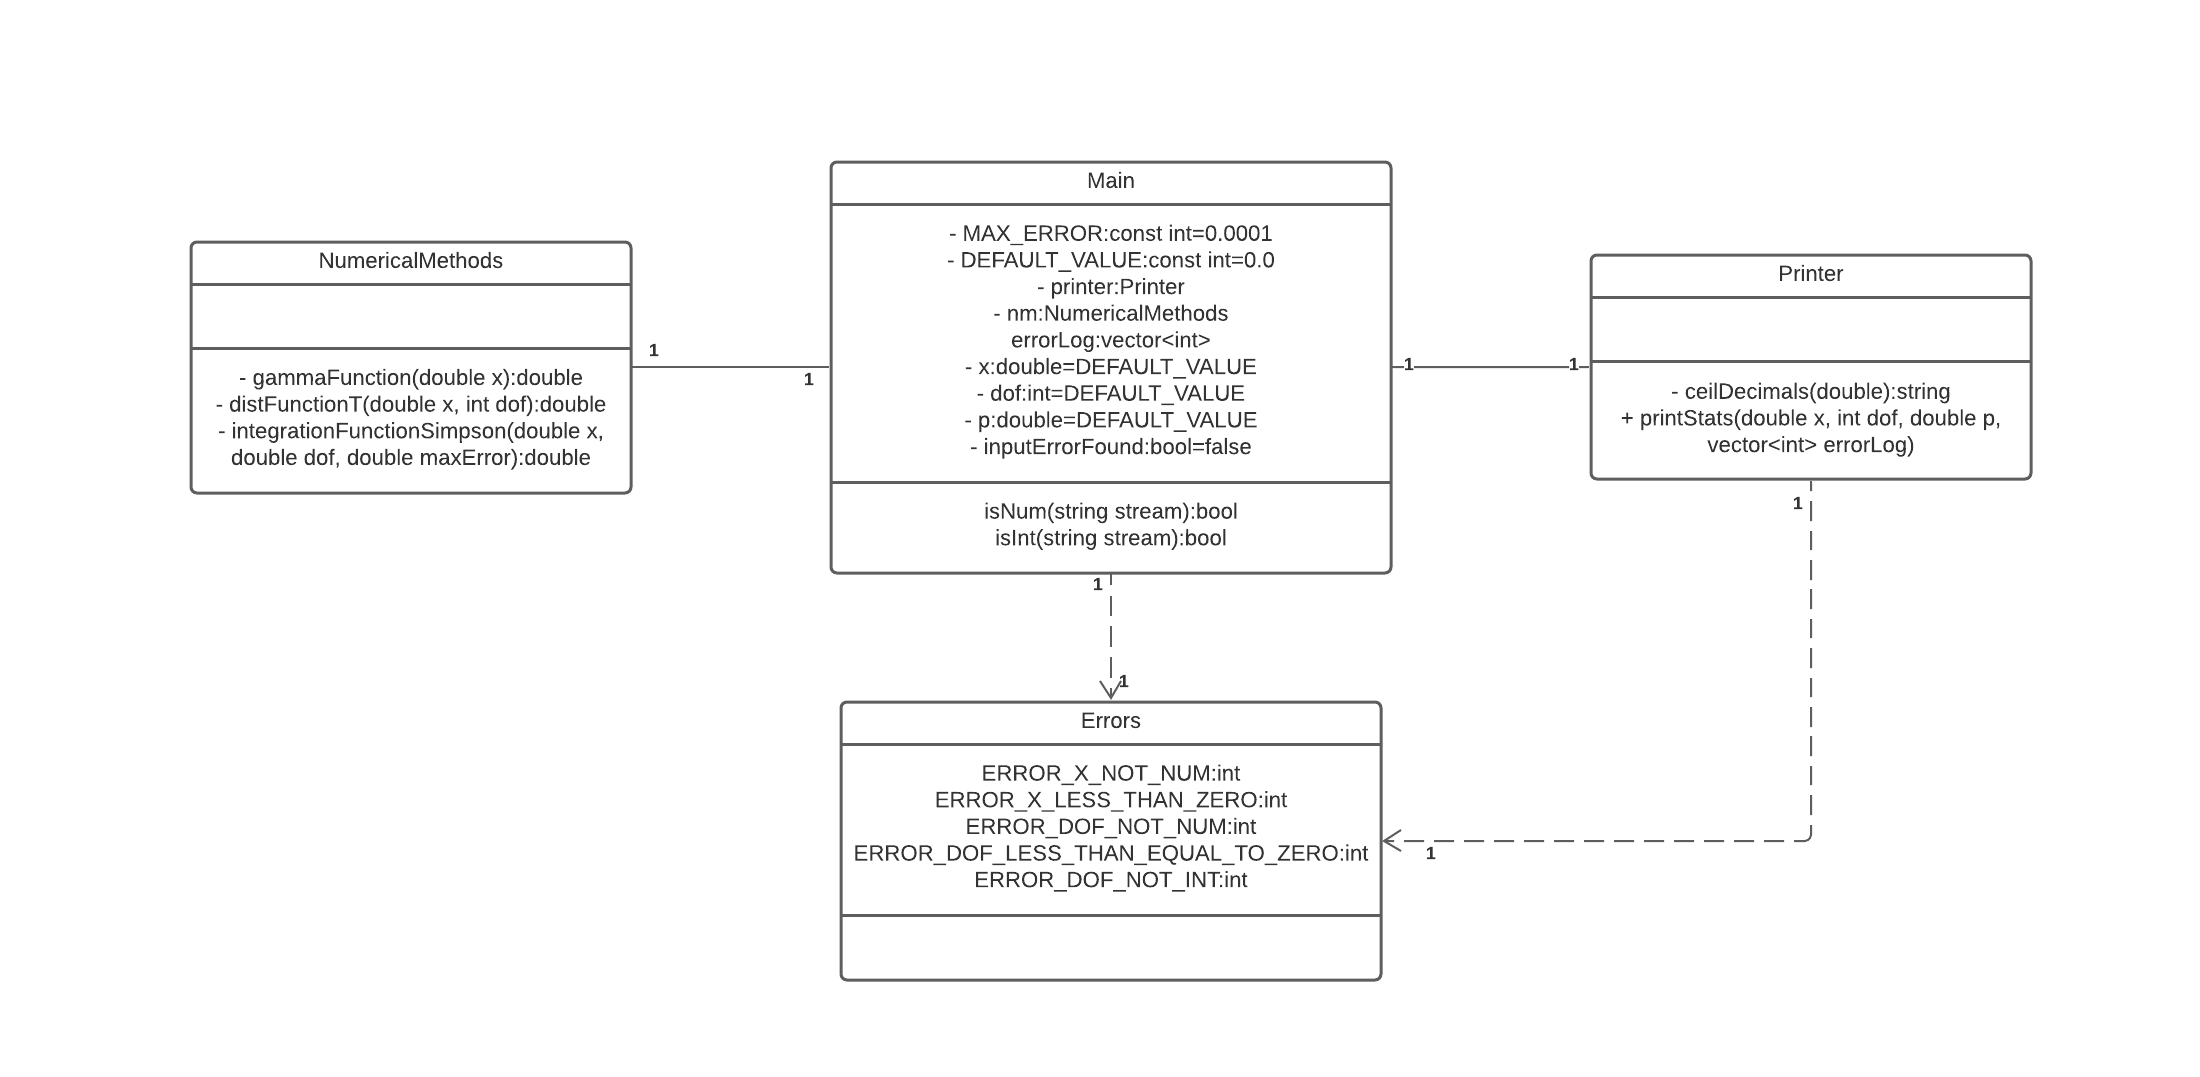 Main
- MAX_ERROR:const int=0.0001
- DEFAULT_VALUE:const int=0.0
- printer:Printer
- nm:NumericalMethods
errorLog:vector<int>
- x:double=DEFAULT_VALUE
- dof:int=DEFAULT_VALUE
- p:double=DEFAULT_VALUE
- inputErrorFound:bool=false
isNum(string stream):bool
isInt(string stream):bool
NumericalMethods
- gammaFunction(double x):double
- distFunctionT(double x, int dof):double
- integrationFunctionSimpson(double x,
double dof, double maxError):double
1
1
1
1
Printer
- ceilDecimals(double):string
+ printStats(double x, int dof, double p,
vector<int> errorLog)
1
1
1
1
Errors
ERROR_X_NOT_NUM:int
ERROR_X_LESS_THAN_ZERO:int
ERROR_DOF_NOT_NUM:int
ERROR_DOF_LESS_THAN_EQUAL_TO_ZERO:int
ERROR_DOF_NOT_INT:int